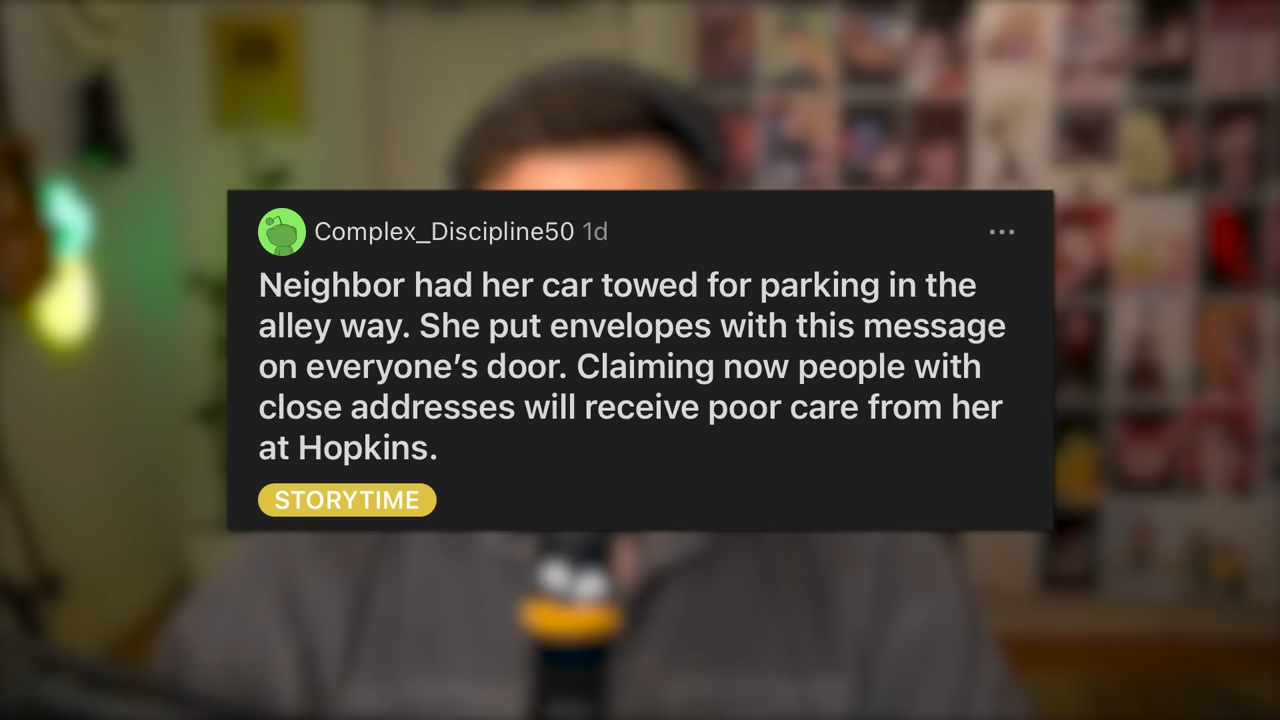 Complex_Discipline50 1d
Neighbor had her car towed for parking in the
alley way. She put envelopes with this message
on everyone’s door. Claiming now people with
close addresses will receive poor care from her
at Hopkins.
STORYTIME